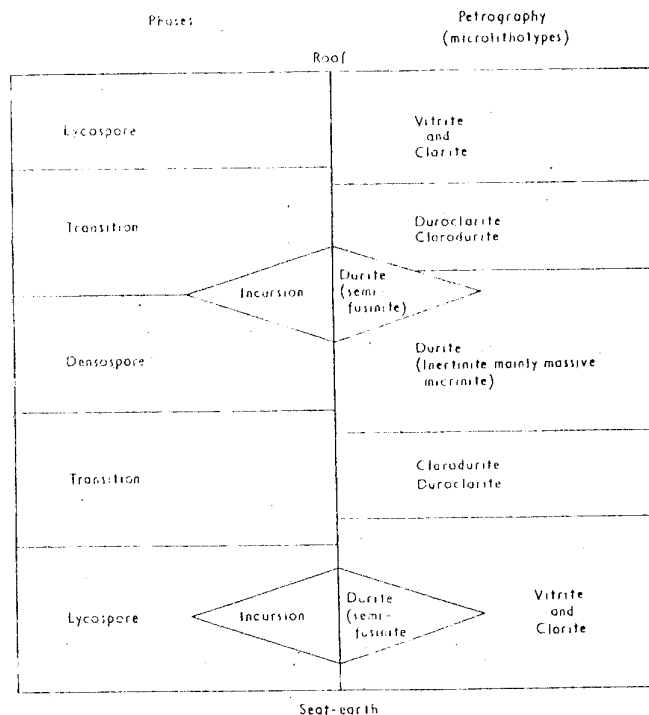 Phases
Petrography
(microlithotypes)
Roof
Lycospore
Vitrite
and
Clarite
Transition
Duroclarite
Clarodurite
Incursion
Durite
(semi-
fusinite)
Densospore
Durite
(Inertinite mainly massive
micrinite)
Transition
Clarodurite
Duroclarite
Lycospore
Incursion
Durite
(semi-
fusinite
Vitrite
and
Clarite
Seat-earth